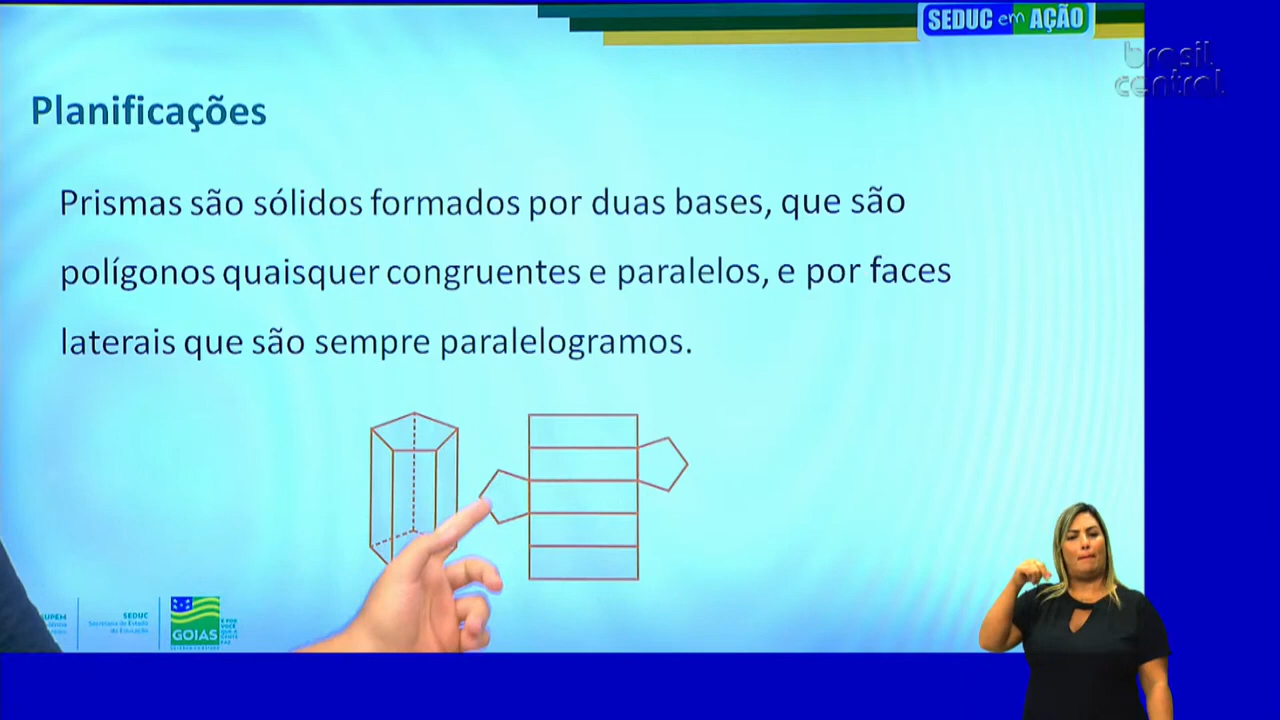 SEDUC em AÇÃO
brasil
central
Planificações
Prismas são sólidos formados por duas bases, que são
polígonos quaisquer congruentes e paralelos, e por faces
laterais que são sempre paralelogramos.
SEDUC
Secretaria de Estado
da Educação
GOIÁS